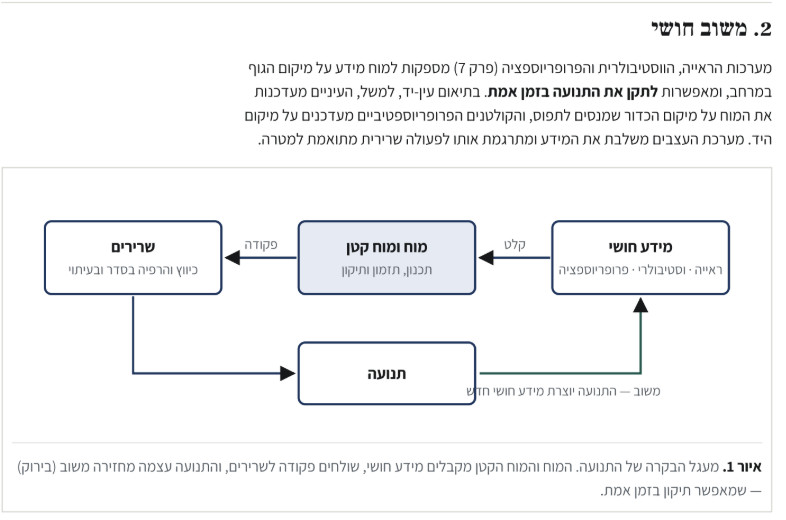 2. משוב חושי
מערכות הראייה, הווסטיבולרית והפרופריוספציה (פרק 7) מספקות למוח מידע על מיקום הגוף
במרחב, ומאפשרות לתקן את התנועה בזמן אמת. בתיאום עין-יד, למשל, העיניים מעדכנות
את המוח על מיקום הכדור שמנסים לתפוס, והקולטנים הפרופריוספטיביים מעדכנים על מיקום
היד. מערכת העצבים משלבת את המידע ומתרגמת אותו לפעולה שרירית מתואמת למטרה.
מידע חושי
ראייה · וסטיבולרי · פרופריוספציה
קלט
מוח ומוח קטן
תכנון, תזמון ותיקון
פקודה
שרירים
כיווץ והרפיה בסדר ובעיתוי
תנועה
משוב — התנועה יוצרת מידע חושי חדש
איור 1. מעגל הבקרה של התנועה. המוח והמוח הקטן מקבלים מידע חושי, שולחים פקודה לשרירים, והתנועה עצמה מחזירה משוב (בירוק)
— שמאפשר תיקון בזמן אמת.